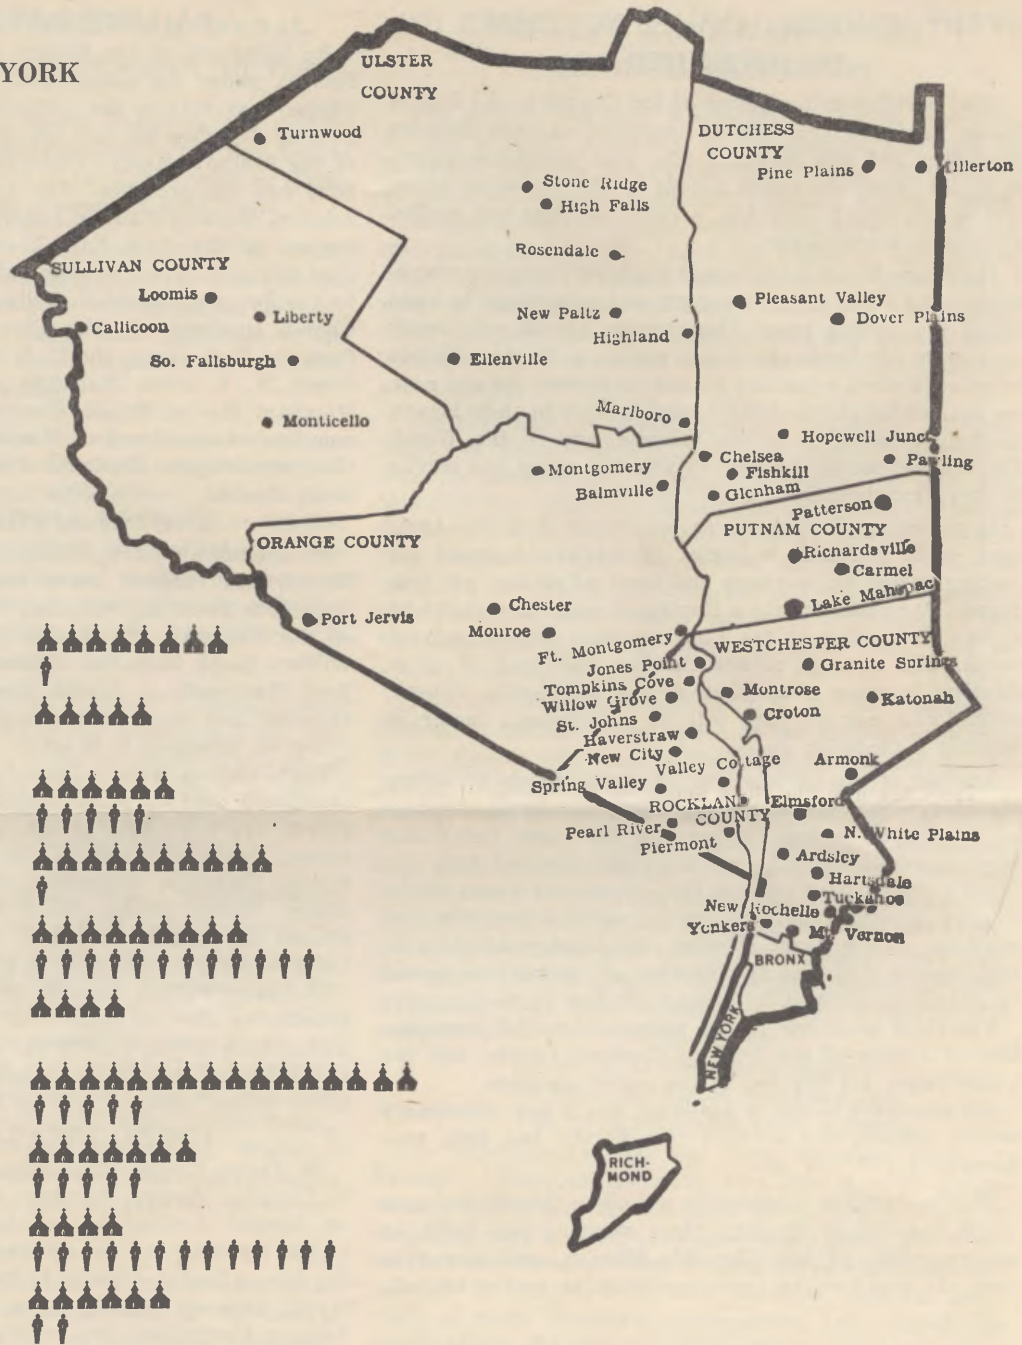 YORK
ULSTER
COUNTY
Turnwood
DUTCHESS
COUNTY
Pine Plains
Millerton
Stone Ridge
High Falls
Rosendale
SULLIVAN COUNTY
Loomis
Liberty
Callicoon
So. Fallsburgh
Monticello
New Paltz
Highland
Ellenville
Pleasant Valley
Dover Plains
Marlboro
Hopewell Junct
Chelsea
Pawling
Fishkill
Glenham
Montgomery
Balmville
Patterson
PUTNAM COUNTY
Richardsville
Carmel
Lake Mahopac
ORANGE COUNTY
Port Jervis
Chester
Monroe
Ft. Montgomery
WESTCHESTER COUNTY
Jones Point
Granite Springs
Tompkins Cove
Montrose
Katonah
Willow Grove
Croton
St. Johns
Haverstraw
New City
Valley Cottage
Armonk
Spring Valley
ROCKLAND
COUNTY
Elmsford
Pearl River
Piermont
N. White Plains
Ardsley
Hartsdale
Tuckahoe
New Rochelle
Yonkers
Mt. Vernon
BRONX
NEW YORK
RICH-
MOND